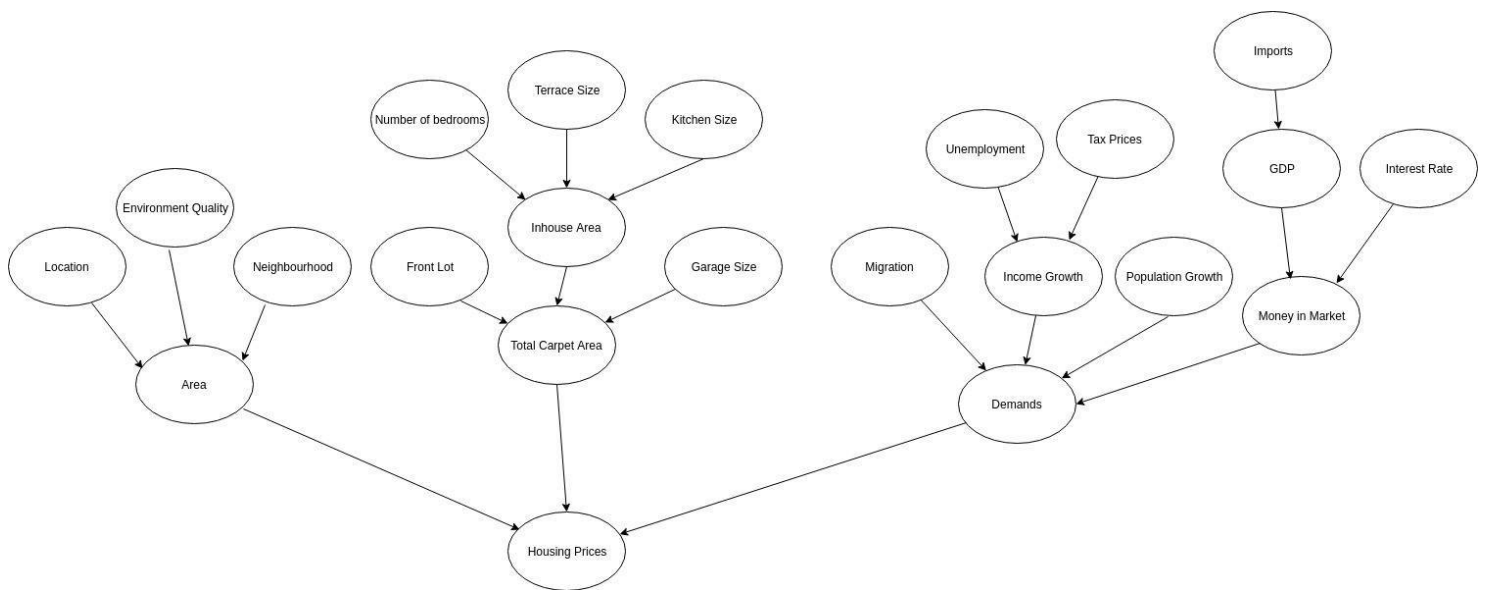 Imports
Terrace Size
Number of bedrooms
Kitchen Size
Unemployment
Tax Prices
GDP
Interest Rate
Environment Quality
Inhouse Area
Location
Neighbourhood
Front Lot
Garage Size
Migration
Income Growth
Population Growth
Money in Market
Total Carpet Area
Area
Demands
Housing Prices